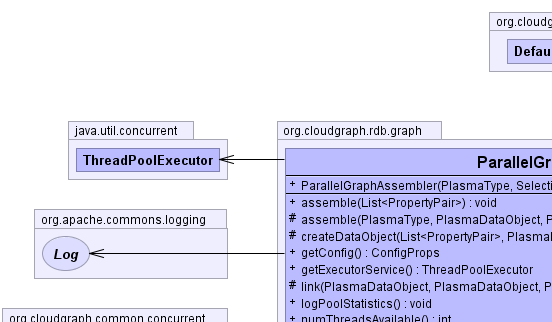 org.cloudg
Defau
java.util.concurrent
ThreadPoolExecutor
org.cloudgraph.rdb.graph
ParallelGr
+ ParallelGraphAssembler(PlasmaType, Selecti
+ assemble(List<PropertyPair>) : void
# assemble(PlasmaType, PlasmaDataObject, P
# createDataObject(List<PropertyPair>, Plasma
+ getConfig() : ConfigProps
+ getExecutorService() : ThreadPoolExecutor
# link(PlasmaDataObject, PlasmaDataObject, P
+ logPoolStatistics() : void
+ numThreadsAvailable() : int
org.apache.commons.logging
Log
org.cloudgraph.common.concurrent